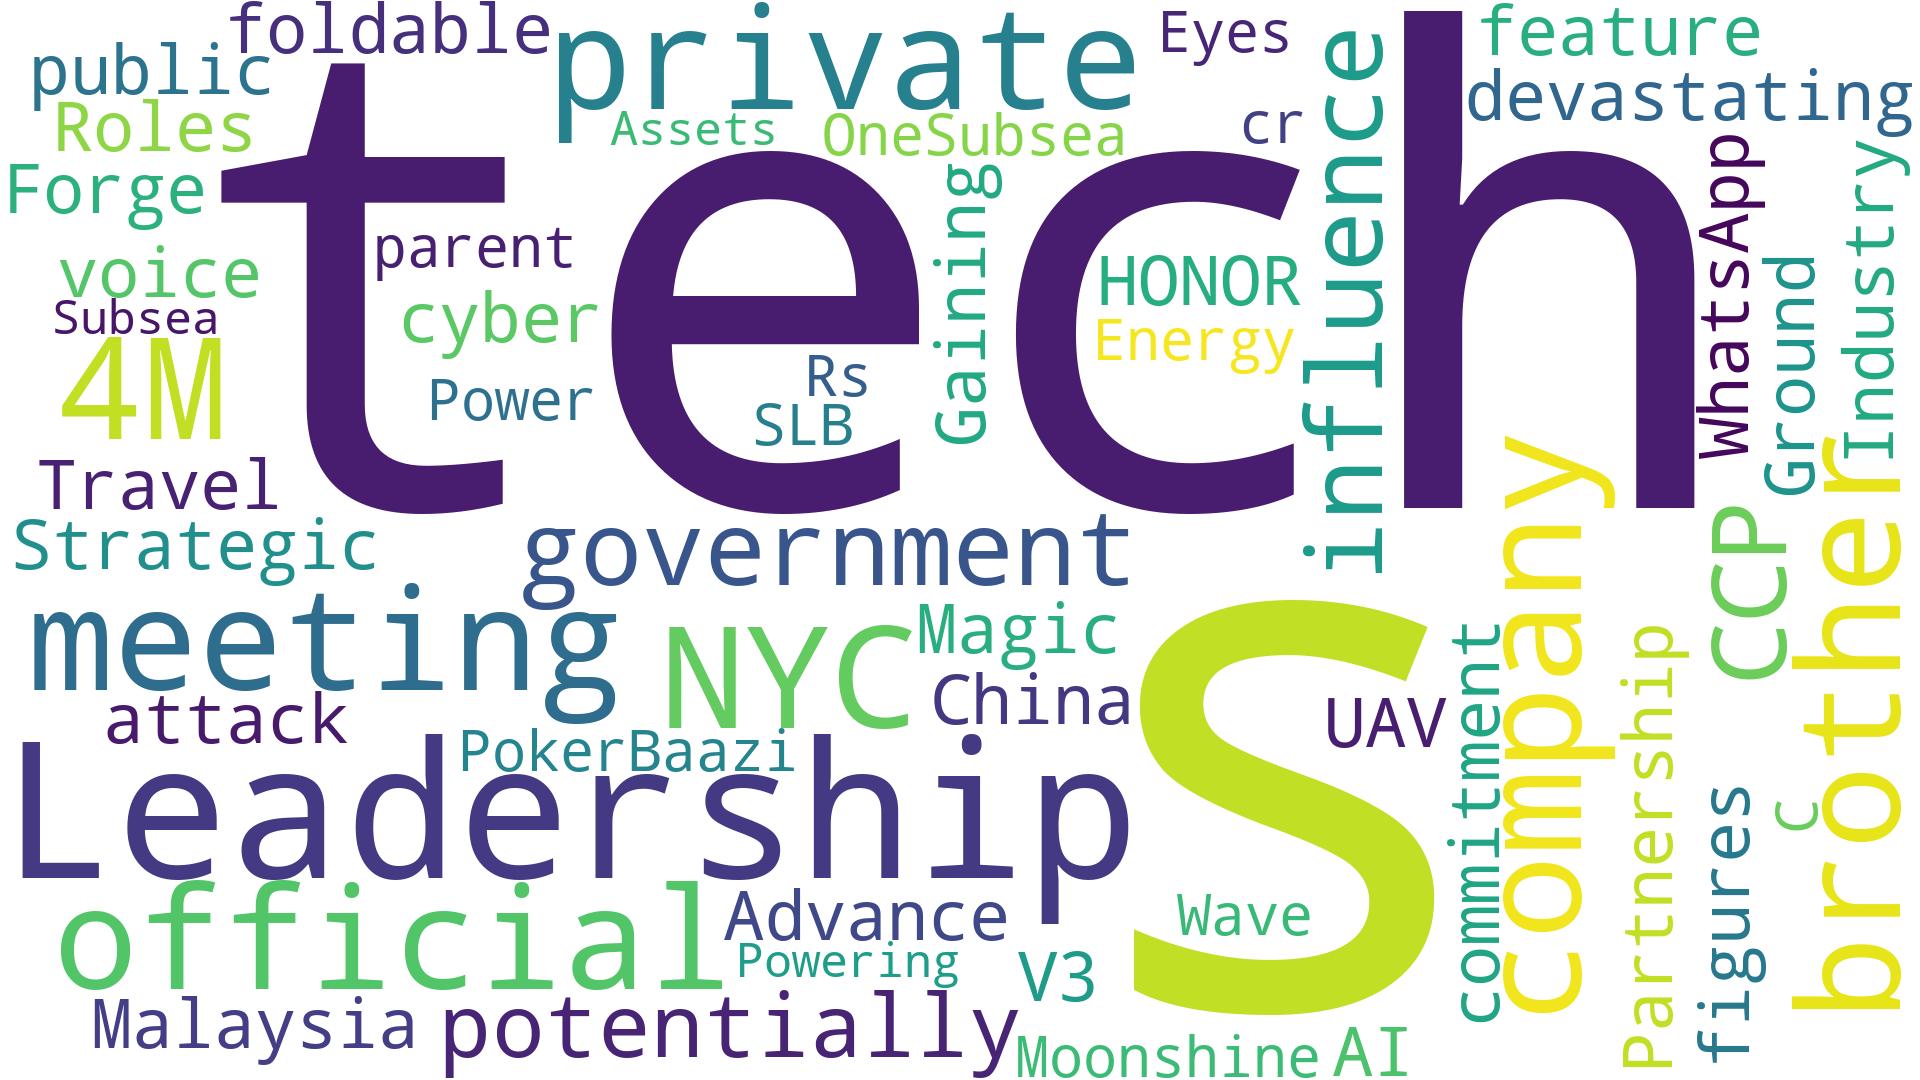 foldable
private
Eyes
feature
public
devastating
Roles
Assets
OneSubsea
cr
influence
tech
WhatsApp
Industry
Forge
Gaining
parent
voice
HONOR
Ground
Subsea
cyber
Energy
4M
Rs
Power
SLB
Travel
company
brother
Strategic
government
CCP
meeting
NYC
Magic
S
commitment
Partnership
China
attack
UAV
PokerBaazi
Leadership
figures
C
official
Advance
Wave
Powering
V3
Malaysia
potentially
Moonshine
AI